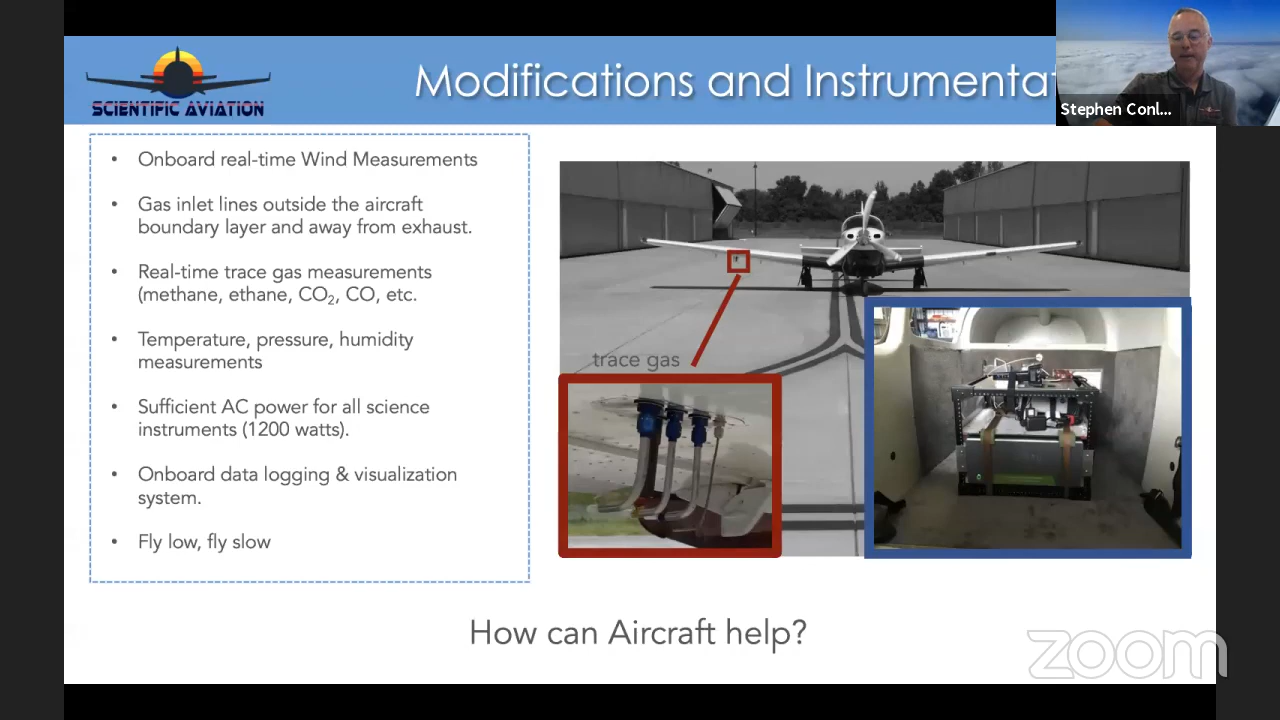 SCIENTIFIC AVIATION
Modifications and Instrumentat
Stephen Conl...
• Onboard real-time Wind Measurements
• Gas inlet lines outside the aircraft
boundary layer and away from exhaust.
• Real-time trace gas measurements
(methane, ethane, CO₂, CO, etc.
• Temperature, pressure, humidity
measurements
• Sufficient AC power for all science
instruments (1200 watts).
• Onboard data logging & visualization
system.
• Fly low, fly slow
trace gas
How can Aircraft help?
zoom